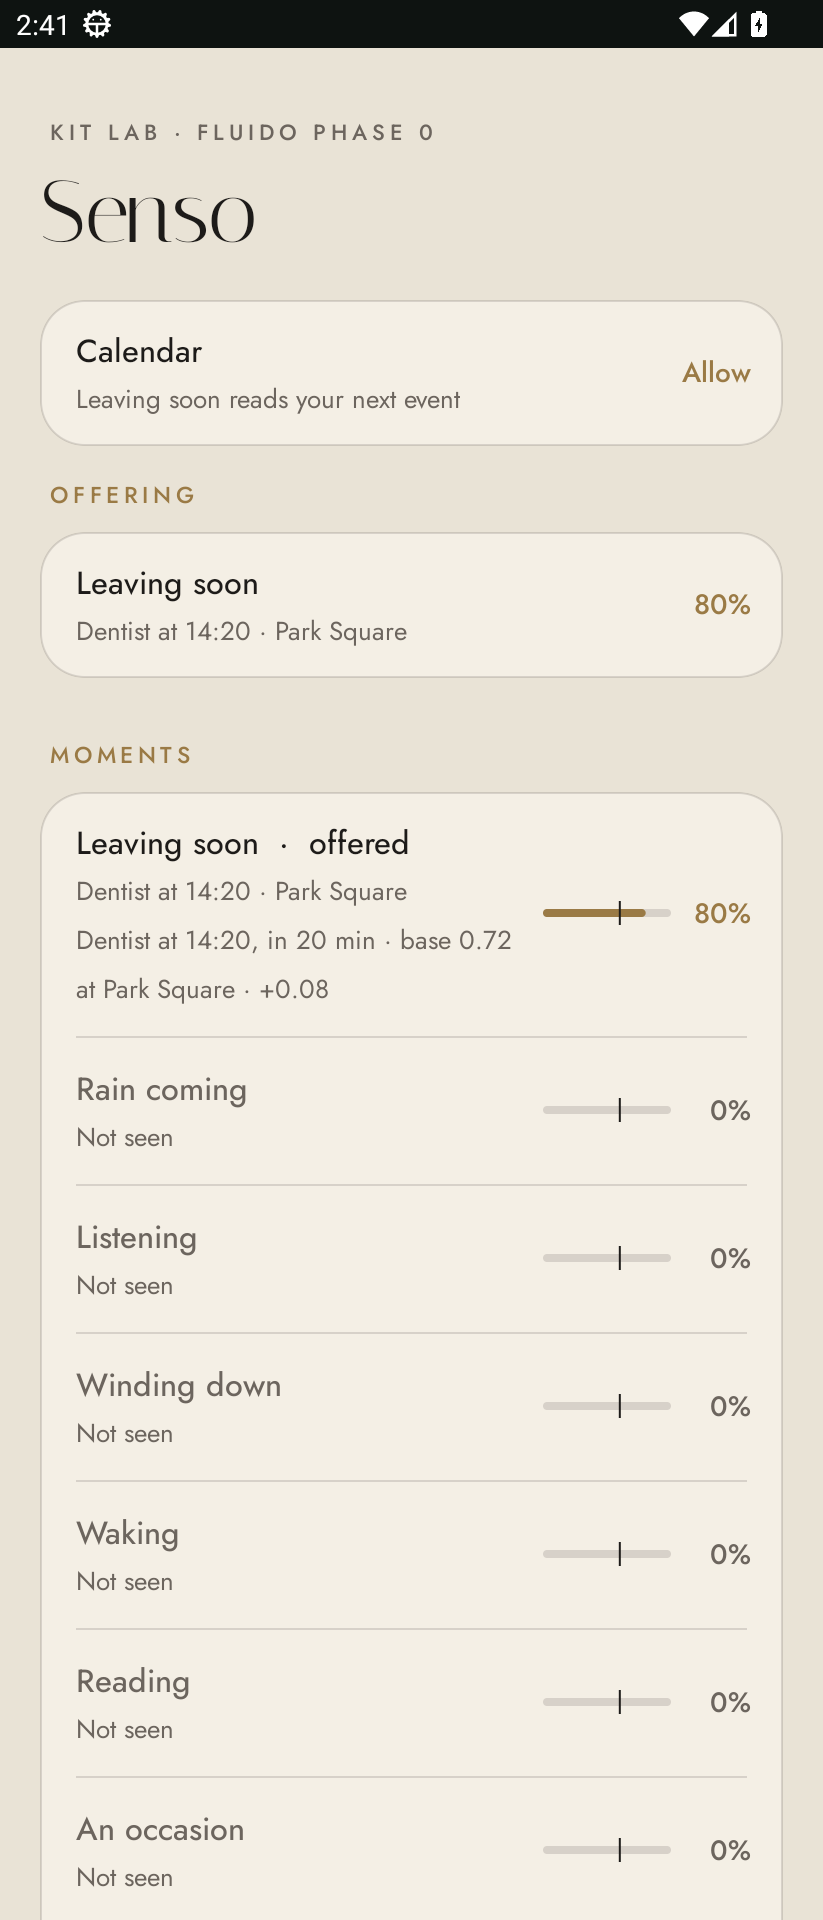 2:41
KIT LAB · FLUIDO PHASE 0
Senso
Calendar
Leaving soon reads your next event
Allow
OFFERING
Leaving soon
Dentist at 14:20 · Park Square
80%
MOMENTS
Leaving soon · offered
Dentist at 14:20 · Park Square
Dentist at 14:20, in 20 min · base 0.72
at Park Square · +0.08
80%
Rain coming
Not seen
0%
Listening
Not seen
0%
Winding down
Not seen
0%
Waking
Not seen
0%
Reading
Not seen
0%
An occasion
Not seen
0%